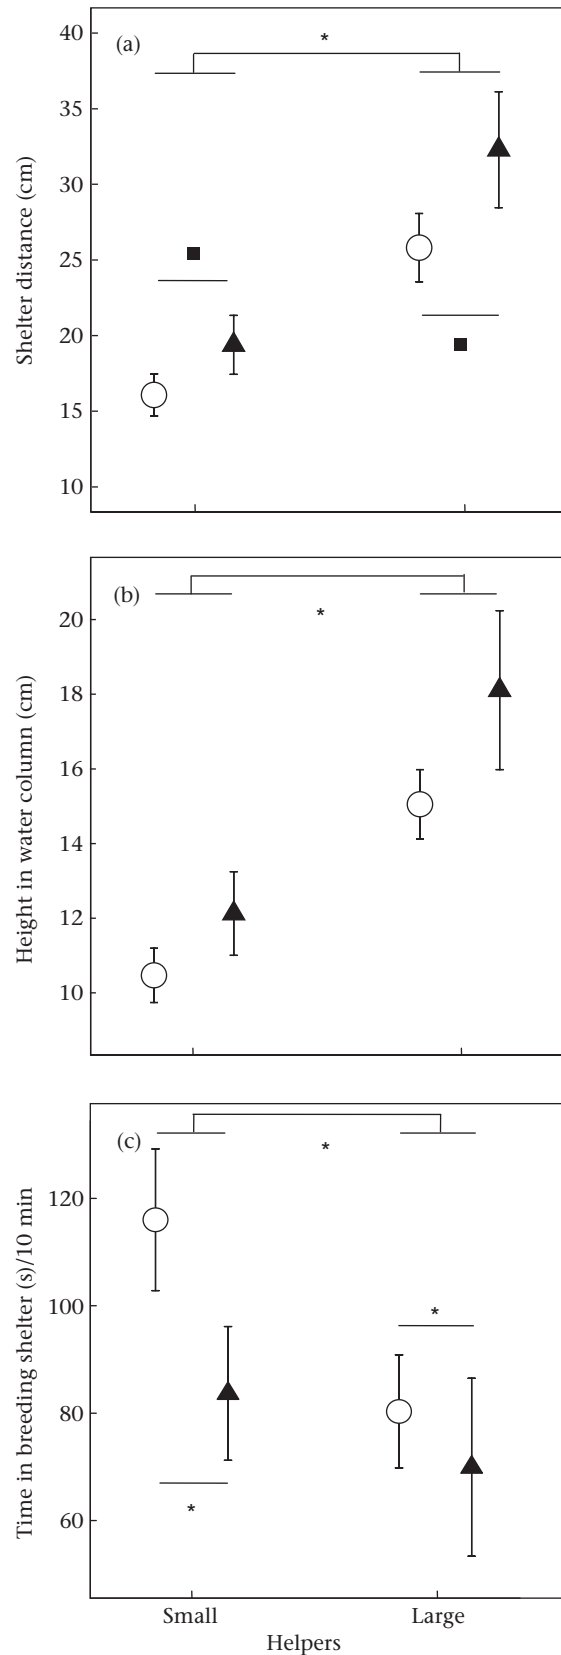 (a)
*
40
35
30
25
20
15
10
Shelter distance (cm)
(b)
*
20
18
16
14
12
10
Height in water column (cm)
(c)
*
120
100
80
60
*
*
Time in breeding shelter (s)/10 min
Small Large
Helpers